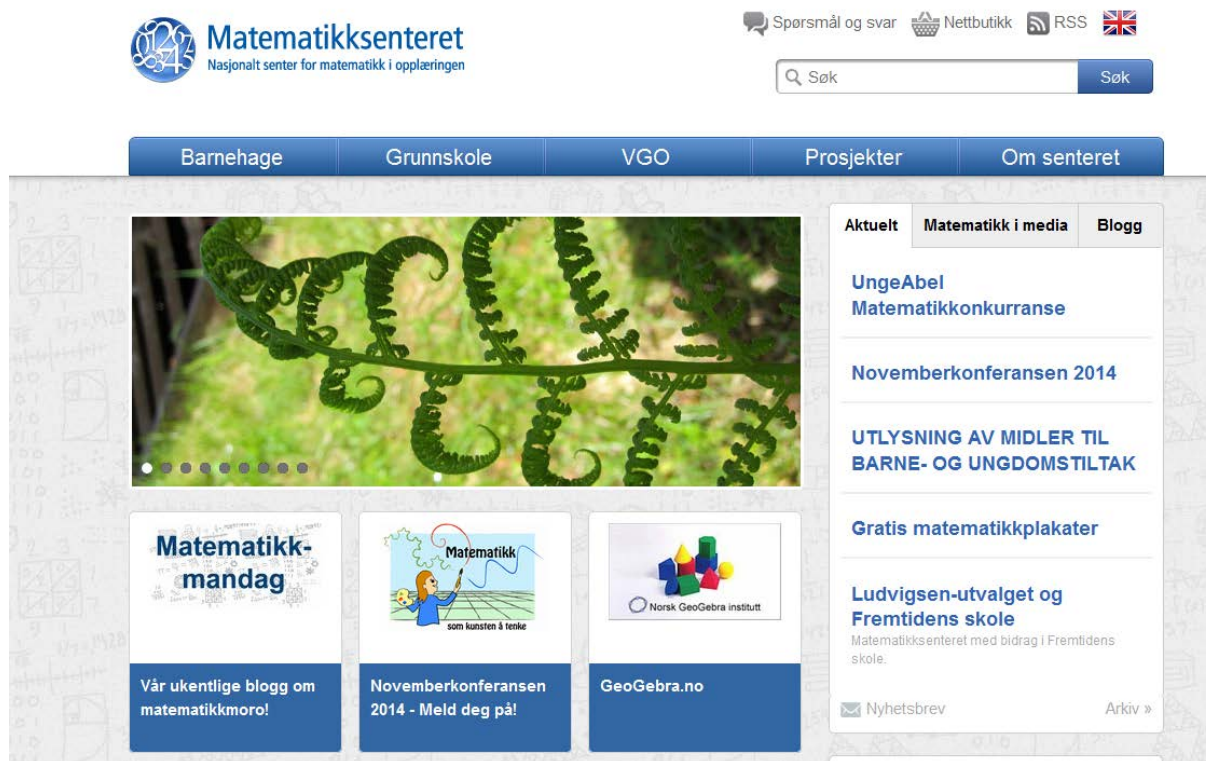 Matematikksenteret
Nasjonalt senter for matematikk i opplæringen
Spørsmål og svar
Nettbutikk
RSS
Søk
Søk
Barnehage
Grunnskole
VGO
Prosjekter
Om senteret
Aktuelt
Matematikk i media
Blogg
UngeAbel
Matematikkonkurranse
Novemberkonferansen 2014
UTLYSNING AV MIDLER TIL
BARNE- OG UNGDOMSTILTAK
Gratis matematikkplakater
Ludvigsen-utvalget og
Fremtidens skole
Matematikksenteret med bidrag i Fremtidens
skole.
Nyhetsbrev
Arkiv »
Matematikk-
mandag
Vår ukentlige blogg om
matematikkmoro!
Matematikk
som kunsten å tenke
Novemberkonferansen
2014 - Meld deg på!
Norsk GeoGebra institutt
GeoGebra.no